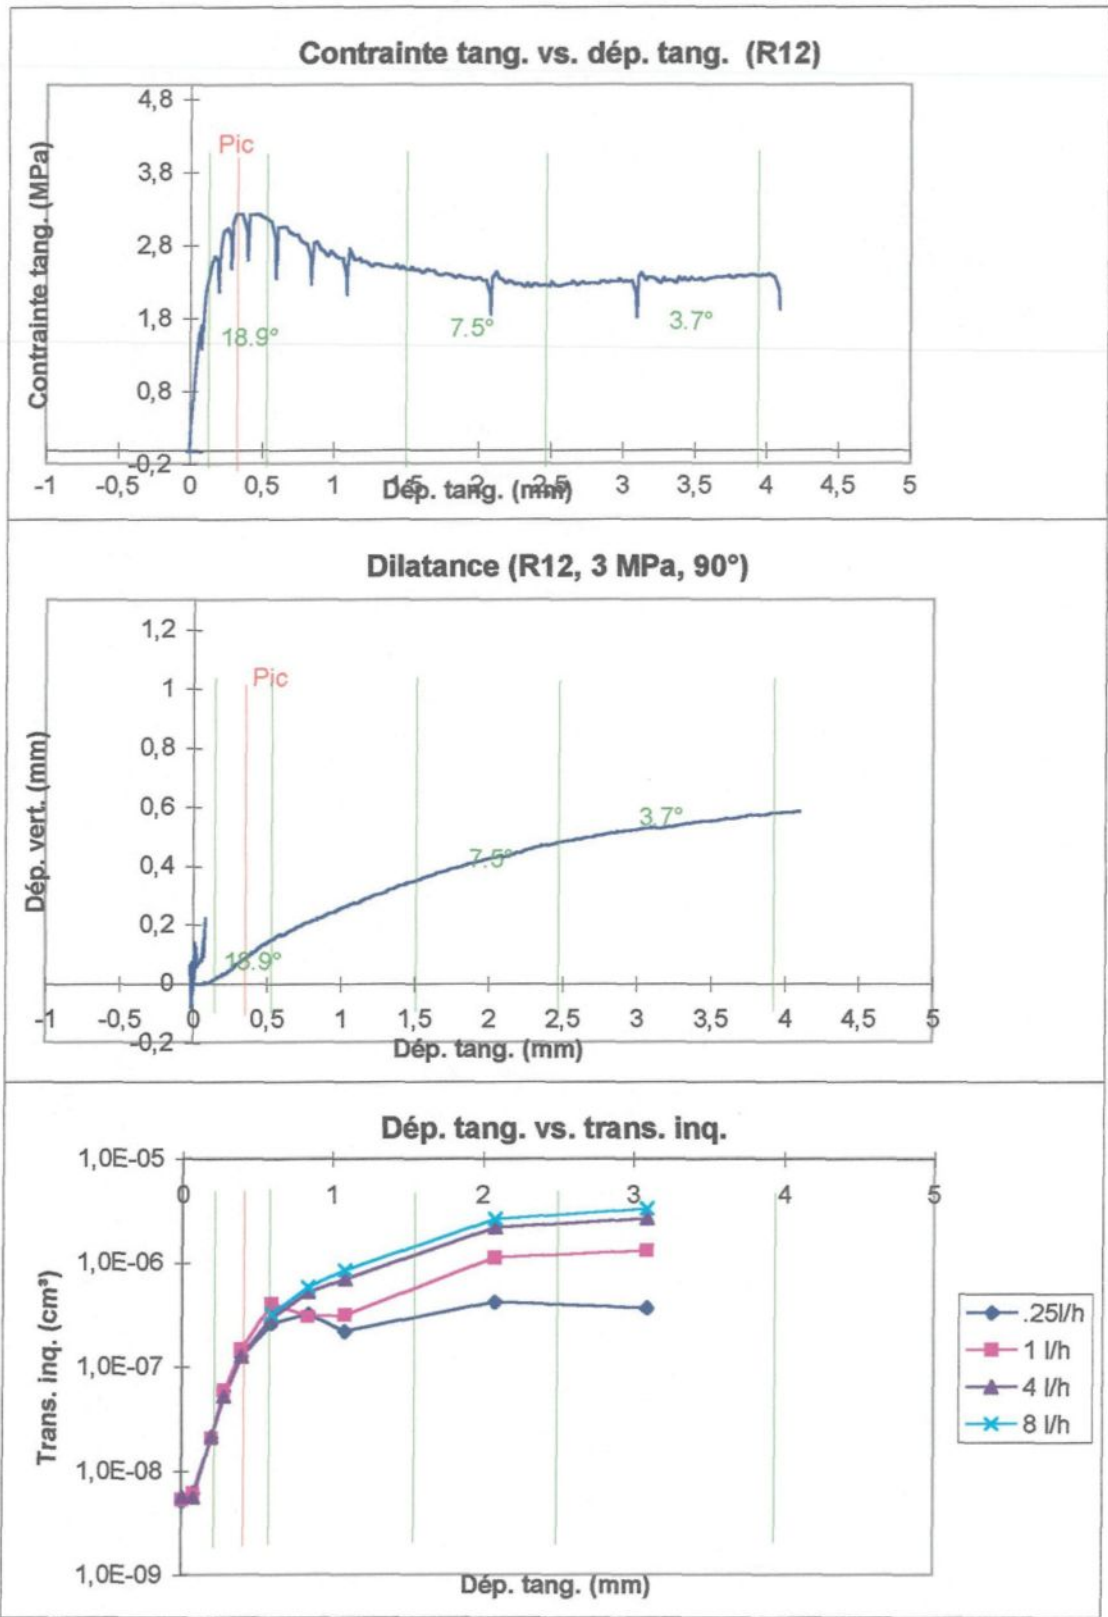 Contrainte tang. vs. dép. tang. (R12)
4,8
3,8
2,8
1,8
0,8
-0,2
Contrainte tang. (MPa)
Pic
18.9°
7.5°
3.7°
-1 -0,5 0 0,5 1 1,5 2 2,5 3 3,5 4 4,5 5
Dép. tang. (mm)
Dilatance (R12, 3 MPa, 90°)
1,2
1
0,8
0,6
0,4
0,2
0
-0,2
Dép. vert. (mm)
Pic
18.9°
7.5°
3.7°
-1 -0,5 0 0,5 1 1,5 2 2,5 3 3,5 4 4,5 5
Dép. tang. (mm)
Dép. tang. vs. trans. inq.
1,0E-05
1,0E-06
1,0E-07
1,0E-08
1,0E-09
Trans. inq. (cm³)
0 1 2 3 4 5
Dép. tang. (mm)
.25l/h
1 l/h
4 l/h
8 l/h